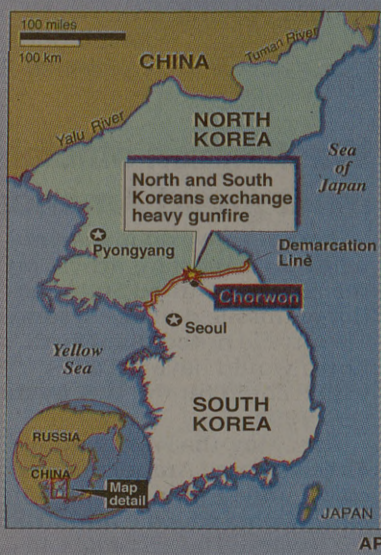 100 miles
100 km
CHINA
Tuman River
Yalu River
NORTH
KOREA
Sea
of
Japan
North and South
Koreans exchange
heavy gunfire
Pyongyang
Demarcation
Line
Chorwon
Seoul
Yellow
Sea
SOUTH
KOREA
RUSSIA
CHINA
Map
detail
JAPAN
AP